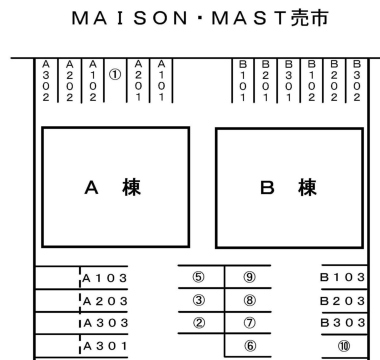 ＭＡＩＳＯＮ・ＭＡＳＴ売市
A302 A202 A102 ① A201 A101 B101 B201 B301 B102 B202 B302
Ａ 棟 Ｂ 棟
A103 ⑤ ⑨ B103
A203 ③ ⑧ B203
A303 ② ⑦ B303
A301 ⑥ ⑩